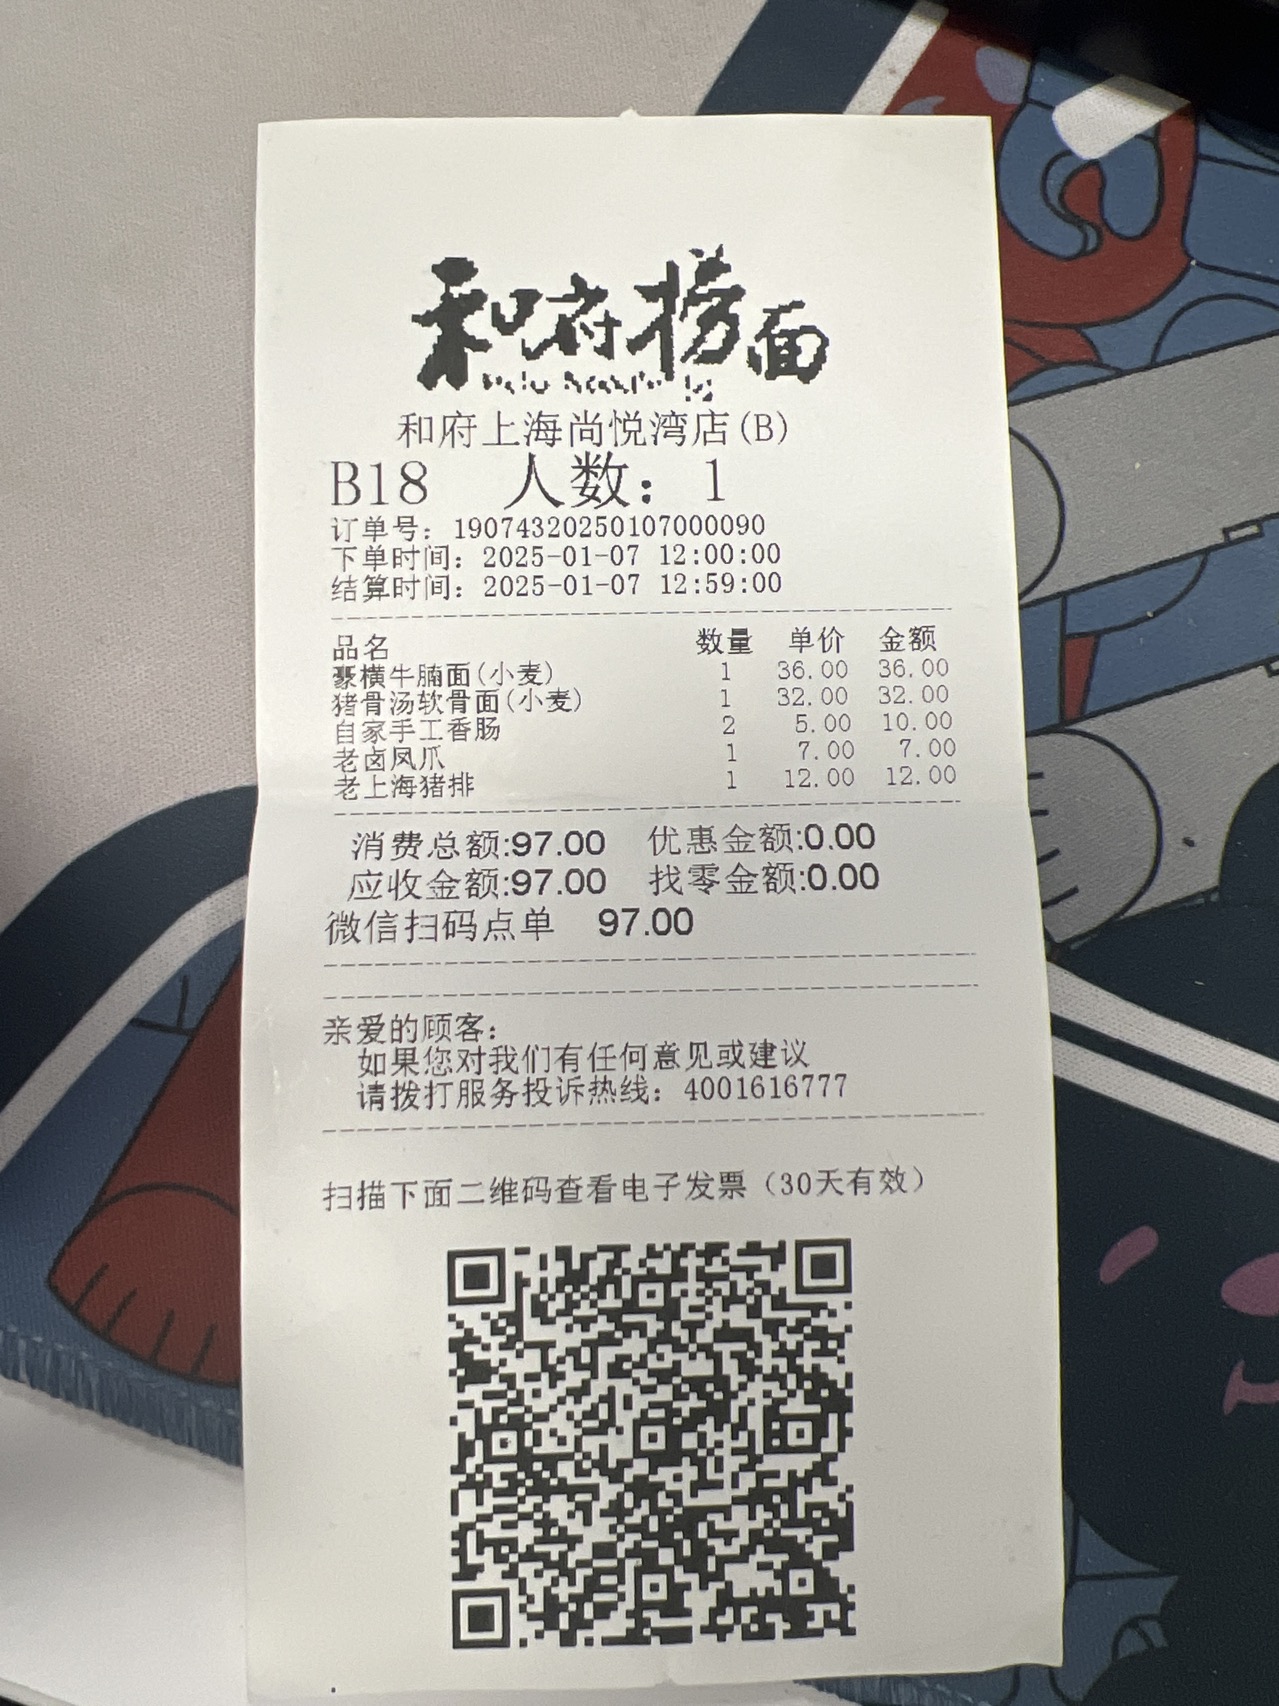 和府捞面
和府上海尚悦湾店(B)
B18 人数: 1
订单号: 19074320250107000090
下单时间: 2025-01-07 12:00:00
结算时间: 2025-01-07 12:59:00
品名 数量 单价 金额
豪横牛腩面(小麦) 1 36.00 36.00
猪骨汤软骨面(小麦) 1 32.00 32.00
自家手工香肠 2 5.00 10.00
老卤凤爪 1 7.00 7.00
老上海猪排 1 12.00 12.00
消费总额:97.00 优惠金额:0.00
应收金额:97.00 找零金额:0.00
微信扫码点单 97.00
亲爱的顾客:
如果您对我们有任何意见或建议
请拨打服务投诉热线: 4001616777
扫描下面二维码查看电子发票(30天有效)